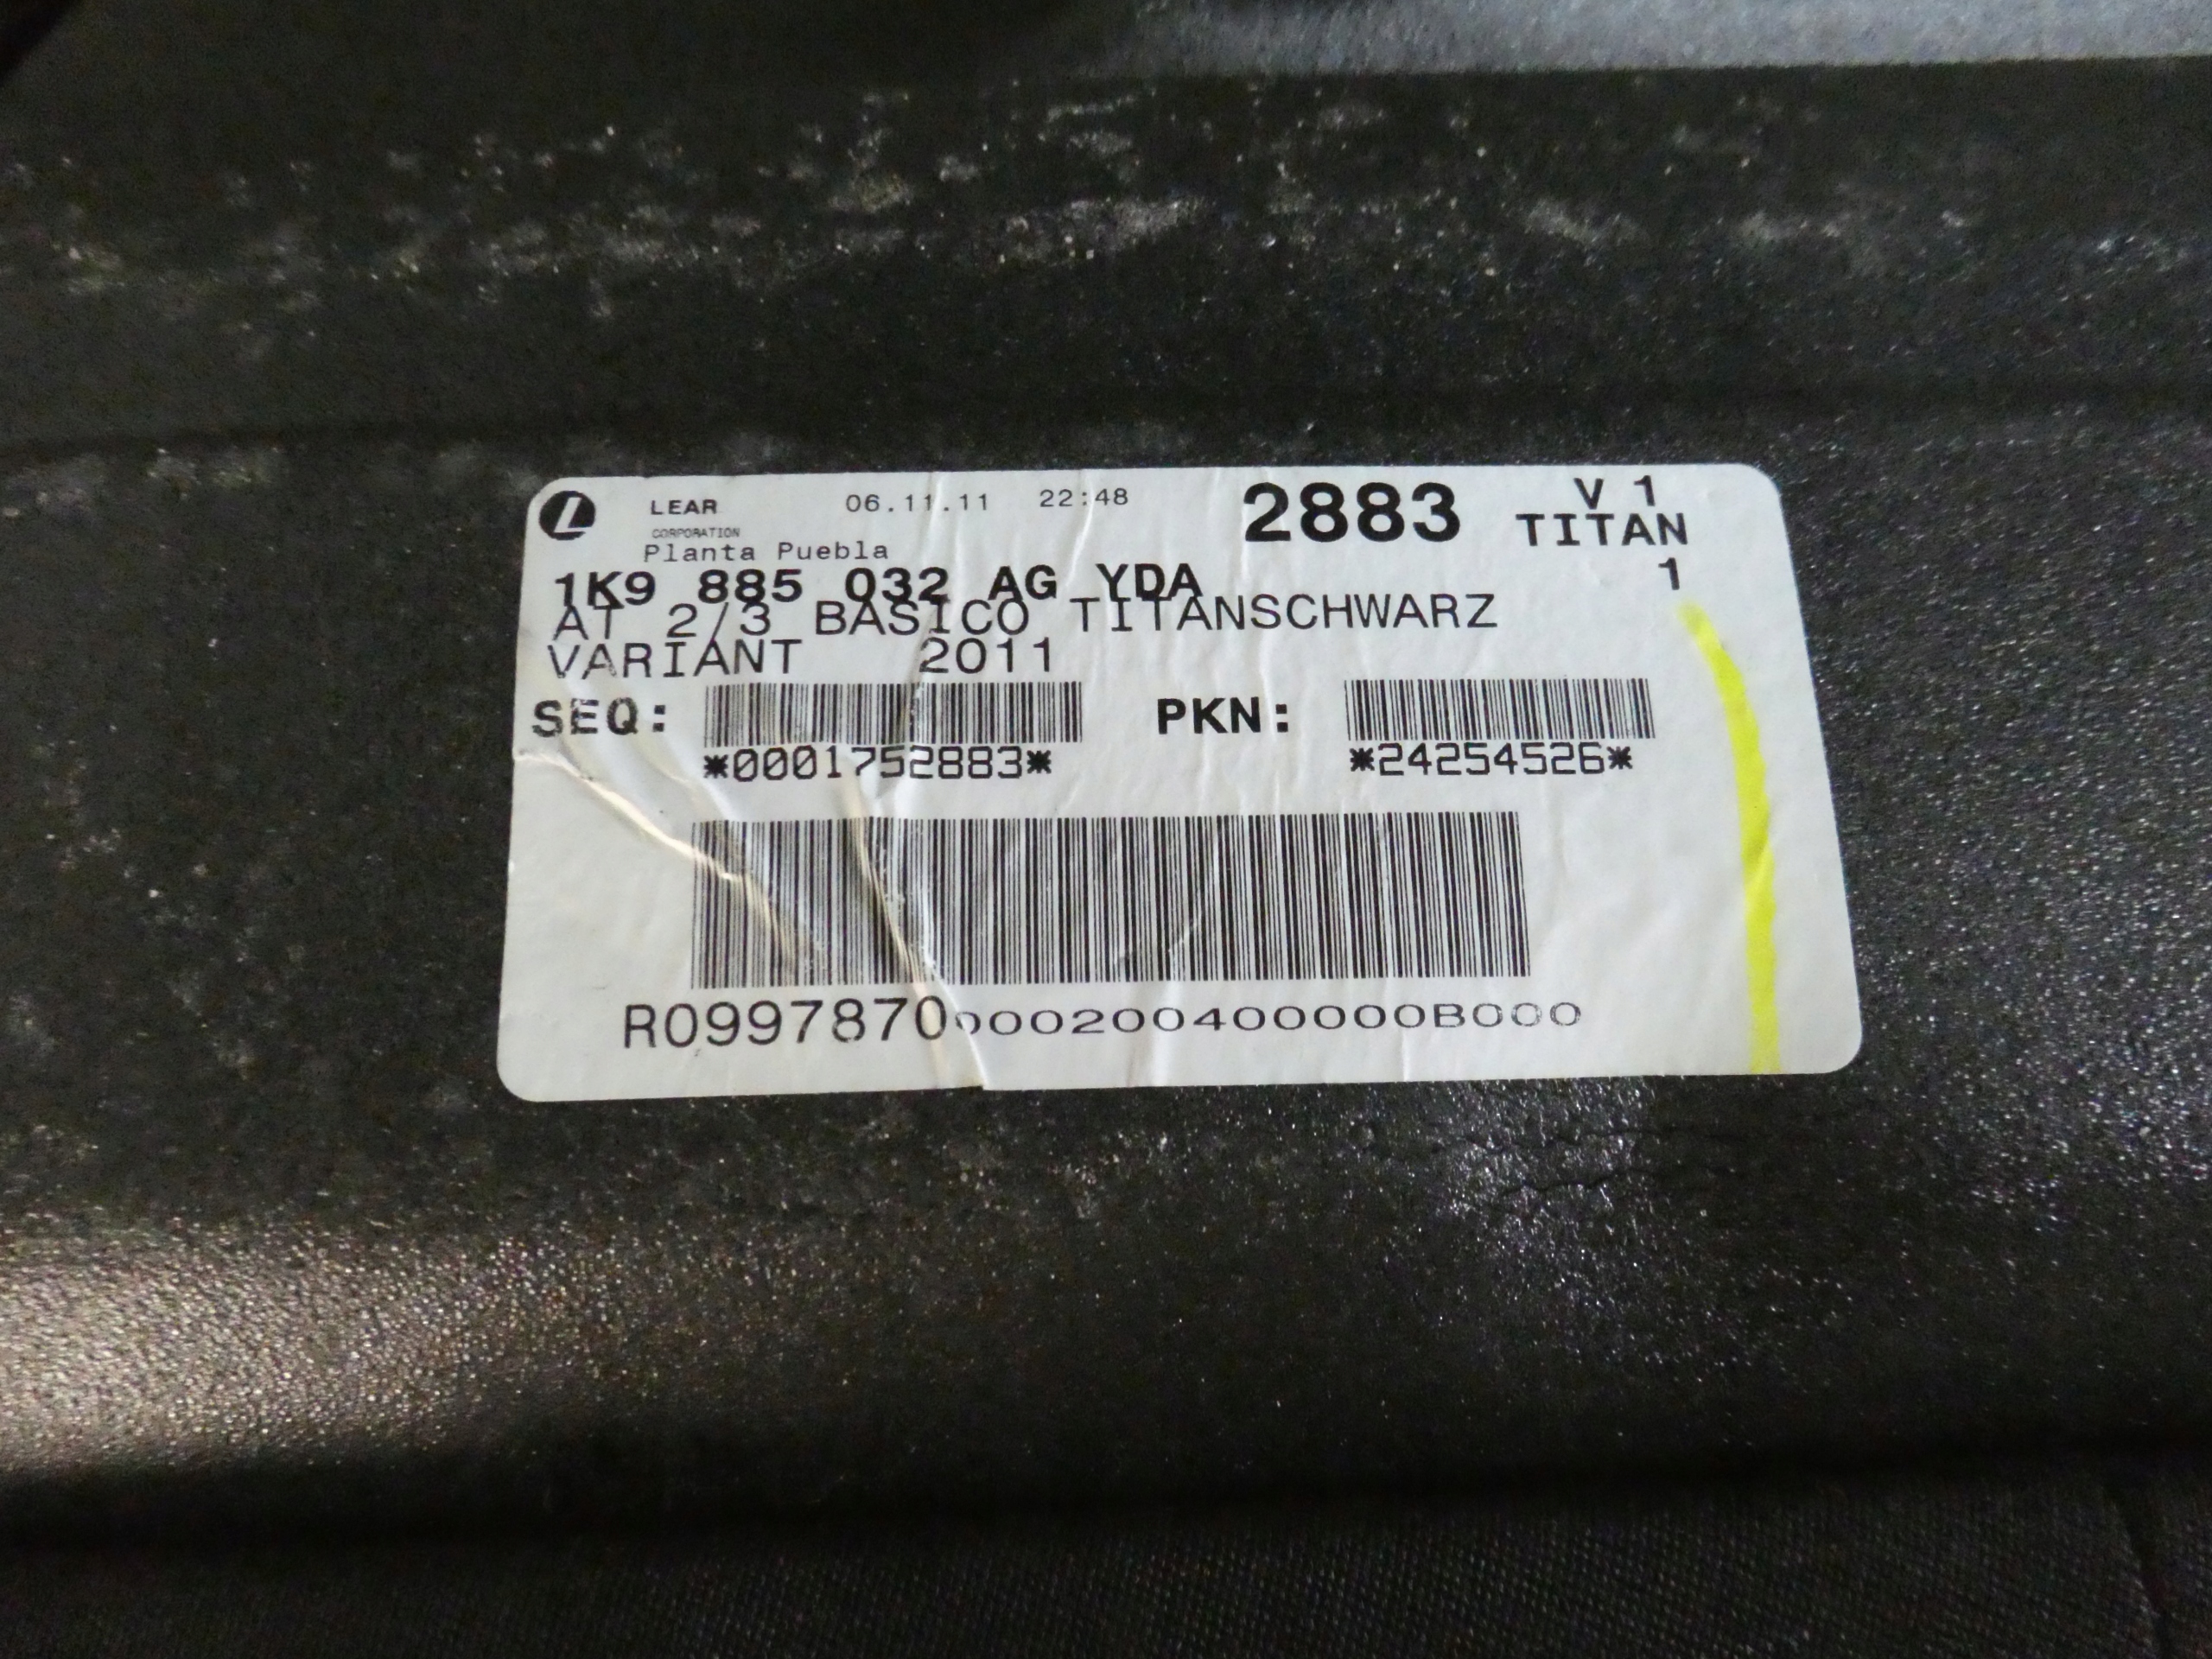 L LEAR 06.11.11 22:48 2883 V 1
CORPORATION TITAN
Planta Puebla 1
1K9 885 032 AG YDA
AT 2/3 BASICO TITANSCHWARZ
VARIANT 2011
SEQ: PKN:
*0001752883* *24254526*
R09978700002004000000B000